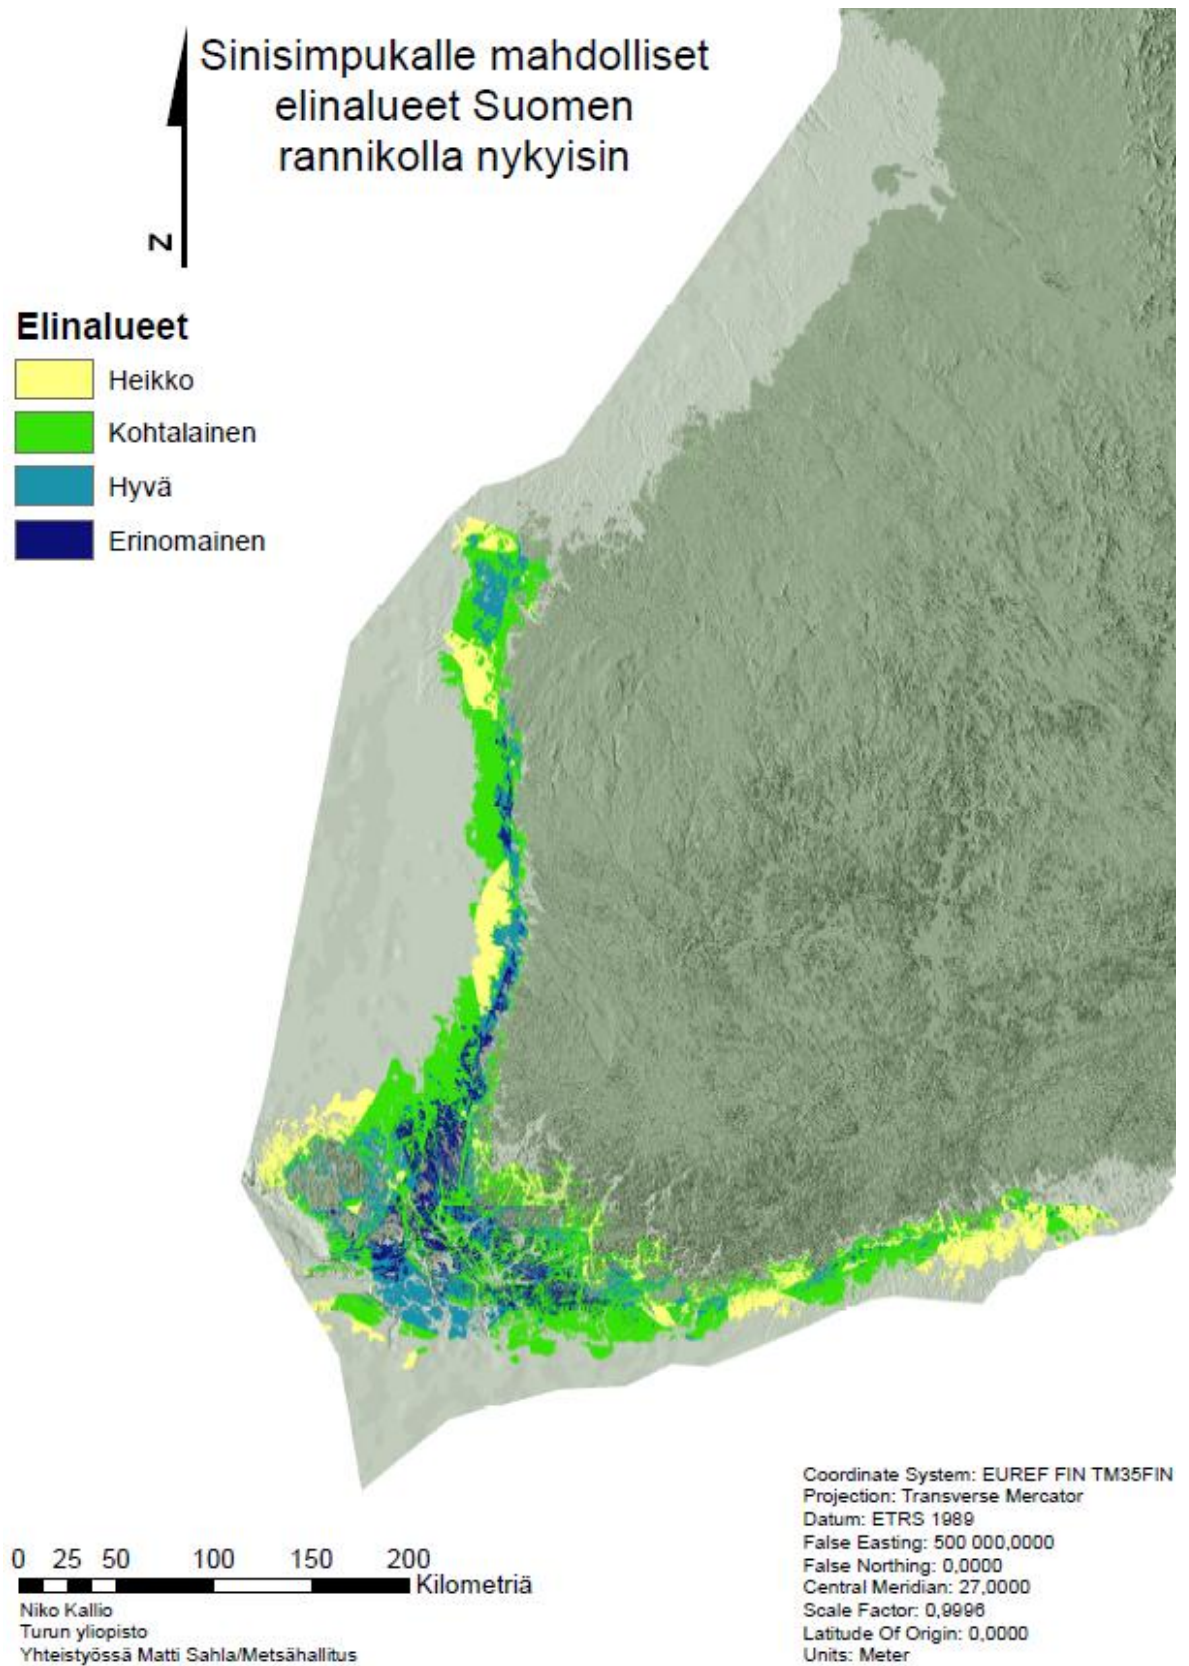 Sinisimpukalle mahdolliset
elinalueet Suomen
rannikolla nykyisin
N
Elinalueet
Heikko
Kohtalainen
Hyvä
Erinomainen
0 25 50 100 150 200
Kilometriä
Niko Kallio
Turun yliopisto
Yhteistyössä Matti Sahla/Metsähallitus
Coordinate System: EUREF FIN TM35FIN
Projection: Transverse Mercator
Datum: ETRS 1989
False Easting: 500 000,0000
False Northing: 0,0000
Central Meridian: 27,0000
Scale Factor: 0,9996
Latitude Of Origin: 0,0000
Units: Meter